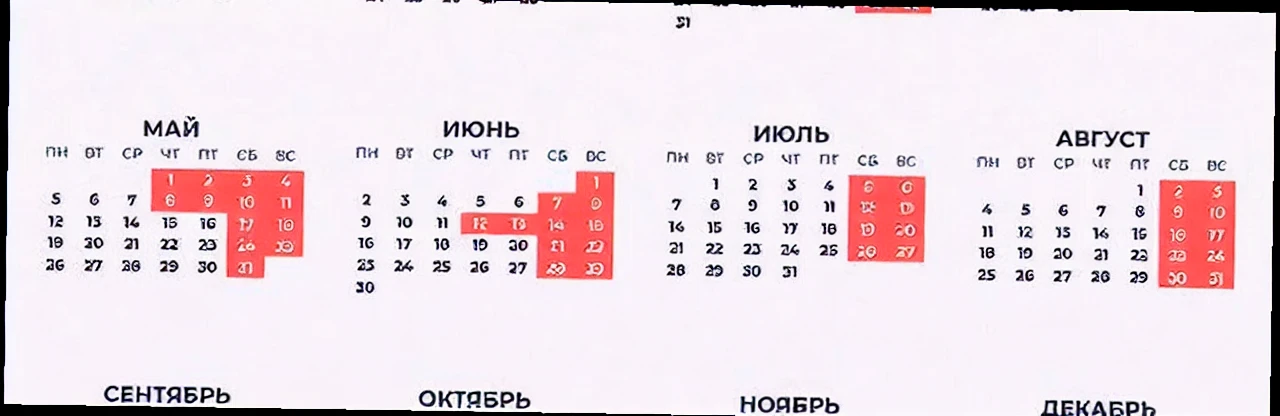 31
МАЙ
ПН ВТ СР ЧТ ПТ СБ ВС
1 2 3 4
5 6 7 8 9 10 11
12 13 14 15 16 17 18
19 20 21 22 23 24 25
26 27 28 29 30 31
ИЮНЬ
ПН ВТ СР ЧТ ПТ СБ ВС
1
2 3 4 5 6 7 8
9 10 11 12 13 14 15
16 17 18 19 20 21 22
23 24 25 26 27 28 29
30
ИЮЛЬ
ПН ВТ СР ЧТ ПТ СБ ВС
1 2 3 4 5 6
7 8 9 10 11 12 13
14 15 16 17 18 19 20
21 22 23 24 25 26 27
28 29 30 31
АВГУСТ
ПН ВТ СР ЧТ ПТ СБ ВС
1 2 3
4 5 6 7 8 9 10
11 12 13 14 15 16 17
18 19 20 21 22 23 24
25 26 27 28 29 30 31
СЕНТЯБРЬ
ОКТЯБРЬ
НОЯБРЬ
ДЕКАБРЬ